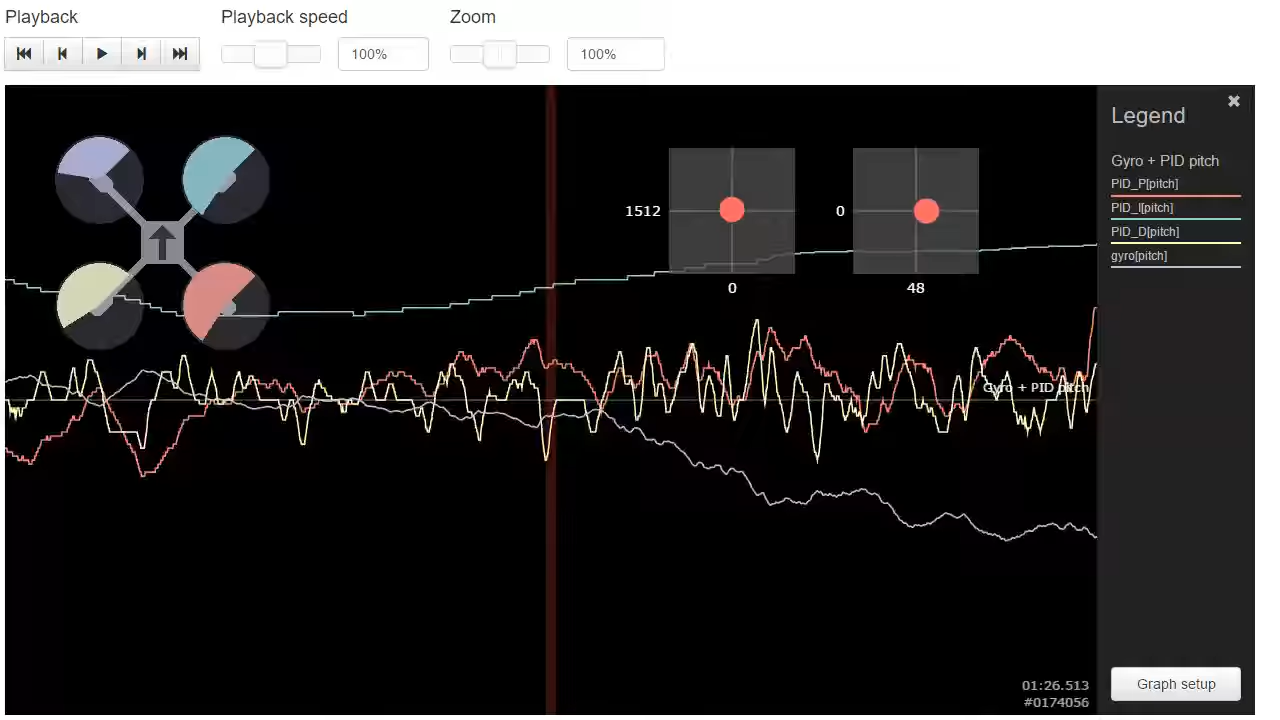 Playback
Playback speed
Zoom
100%
100%
Legend
Gyro + PID pitch
PID_P[pitch]
PID_I[pitch]
PID_D[pitch]
gyro[pitch]
1512
0
0
48
Gyro + PID pitch
01:26.513
#0174056
Graph setup